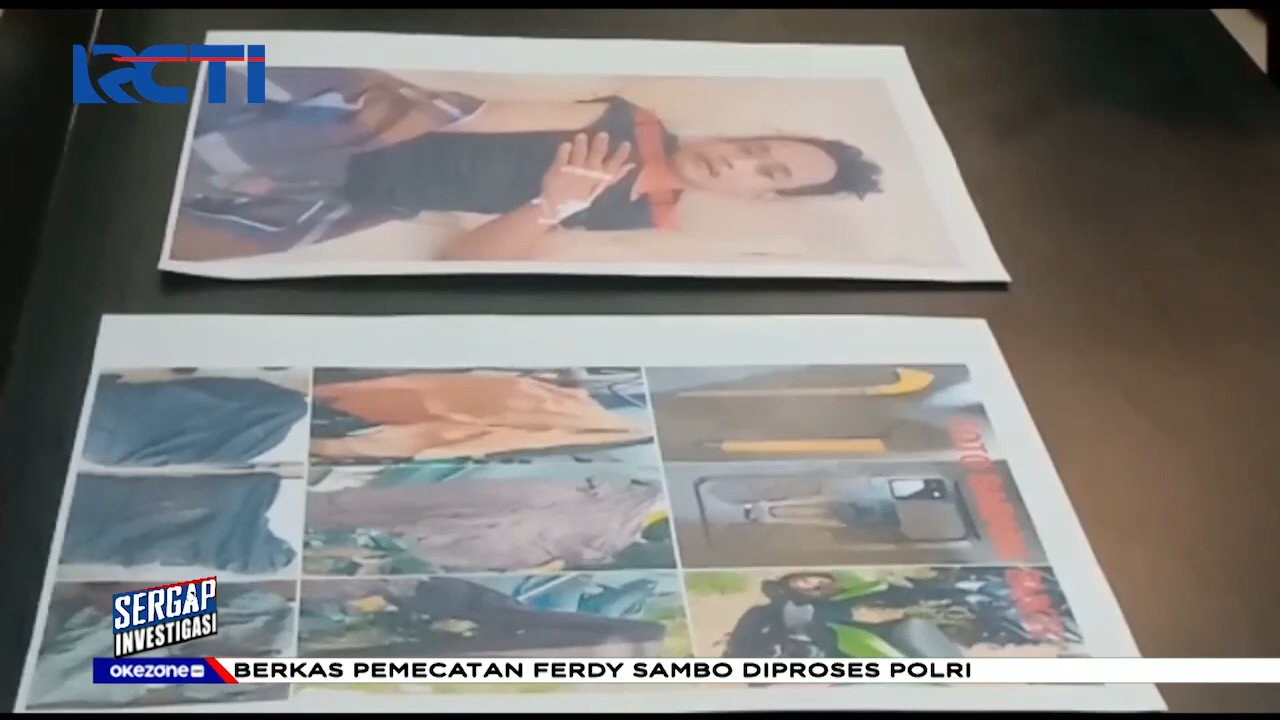 RCTI
SERGAP
INVESTIGASI
OKEZONE
BERKAS PEMECATAN FERDY SAMBO DIPROSES POLRI